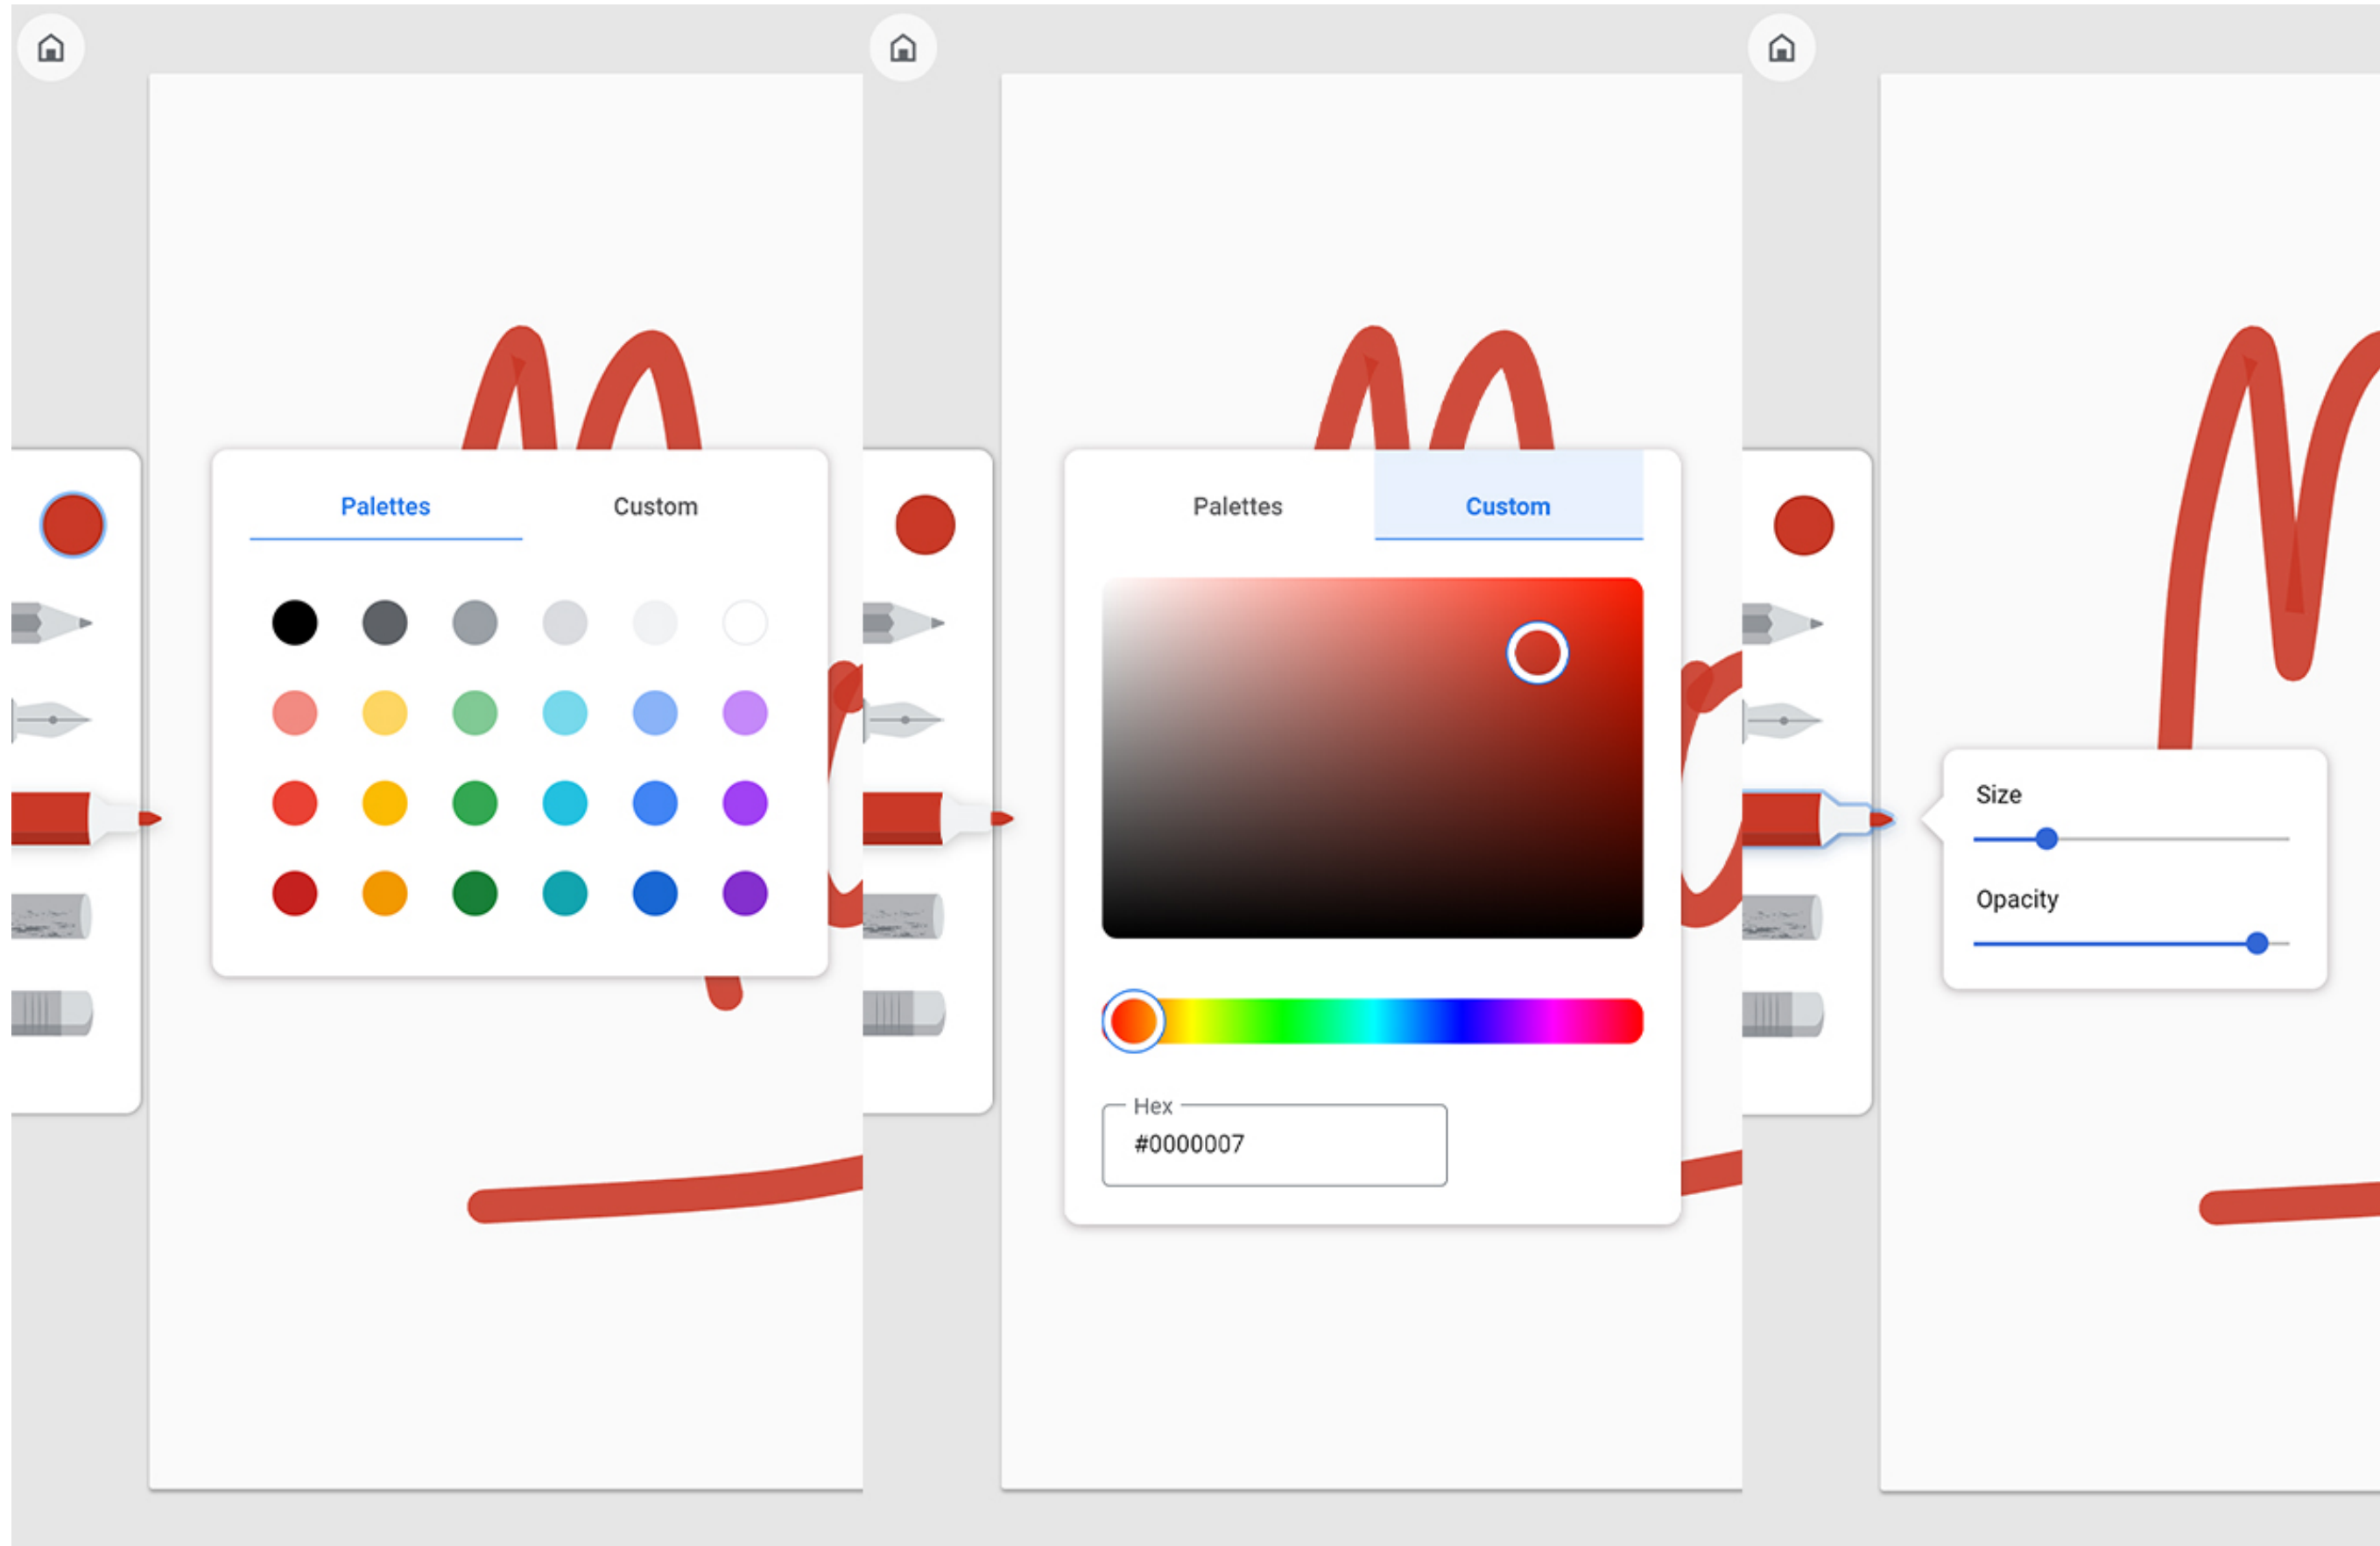 Palettes Custom
Palettes Custom
Hex
#0000007
Size
Opacity